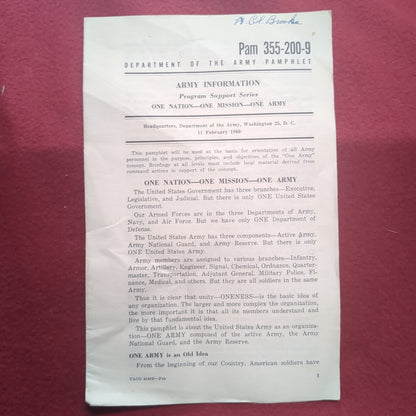 Pam 355-200-9
DEPARTMENT OF THE ARMY PAMPHLET
ARMY INFORMATION
Program Support Series
ONE NATION—ONE MISSION—ONE ARMY
Headquarters, Department of the Army, Washington 25, D. C.
11 February 1960
This pamphlet will be used as the basis for orientation of all Army
personnel in the purpose, principles, and objectives of the "One Army"
concept. Briefings at all levels must include local material derived from
command actions in support of the concept.
ONE NATION—ONE MISSION—ONE ARMY
The United States Government has three branches—Executive,
Legislative, and Judicial. But there is only ONE United States
Government.
Our Armed Forces are in the three Departments of Army,
Navy, and Air Force. But we have only ONE Department of
Defense.
The United States Army has three components—Active Army,
Army National Guard, and Army Reserve. But there is only
ONE United States Army.
Army members are assigned to various branches—Infantry,
Armor, Artillery, Engineer, Signal, Chemical, Ordnance, Quarter-
master, Transportation, Adjutant General, Military Police, Fi-
nance, Medical, and others. But they are all soldiers in the same
Army.
Thus it is clear that unity—ONENESS—is the basic idea of
any organization. The larger and more complex the organization,
the more important it is that all its members understand and
live by that fundamental idea.
This pamphlet is about the United States Army as an organiza-
tion—ONE ARMY composed of the active Army, the Army
National Guard, and the Army Reserve.
ONE ARMY is an Old Idea
From the beginning of our Country, American soldiers have
1